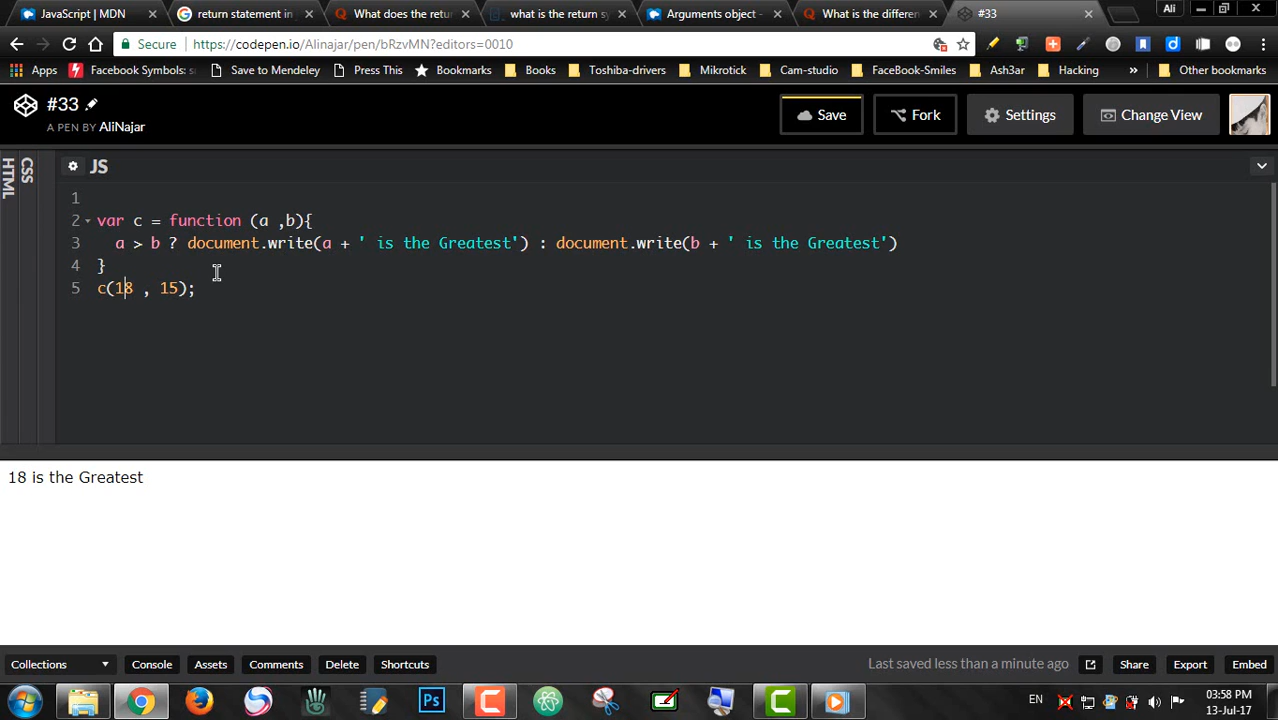 JavaScript | MDN
return statement in
What does the retu
what is the return sy
Arguments object -
What is the differen
#33
Ali
Secure
https://codepen.io/Alinajar/pen/bRzvMN?editors=0010
Apps
Facebook Symbols: s
Save to Mendeley
Press This
Bookmarks
Books
Toshiba-drivers
Mikrotick
Cam-studio
FaceBook-Smiles
Ash3ar
Hacking
»
Other bookmarks
#33
A PEN BY AliNajar
Save
Fork
Settings
Change View
HTML
CSS
JS
1
2 var c = function (a ,b){
3 a > b ? document.write(a + ' is the Greatest') : document.write(b + ' is the Greatest')
4 }
5 c(18 , 15);
18 is the Greatest
Collections
Console
Assets
Comments
Delete
Shortcuts
Last saved less than a minute ago
Share
Export
Embed
Ps
EN
03:58 PM
13-Jul-17